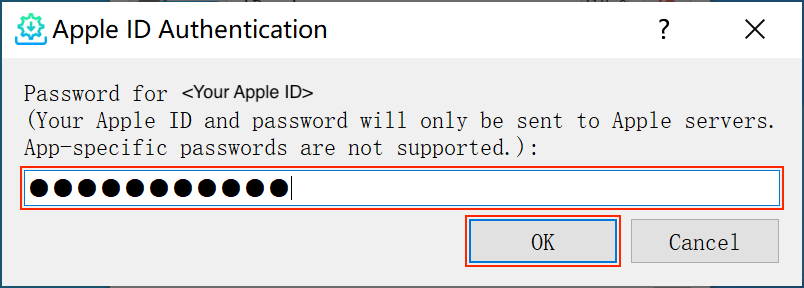 Apple ID Authentication
?
Password for <Your Apple ID>
(Your Apple ID and password will only be sent to Apple servers.
App-specific passwords are not supported.):
●●●●●●●●●●●
OK Cancel